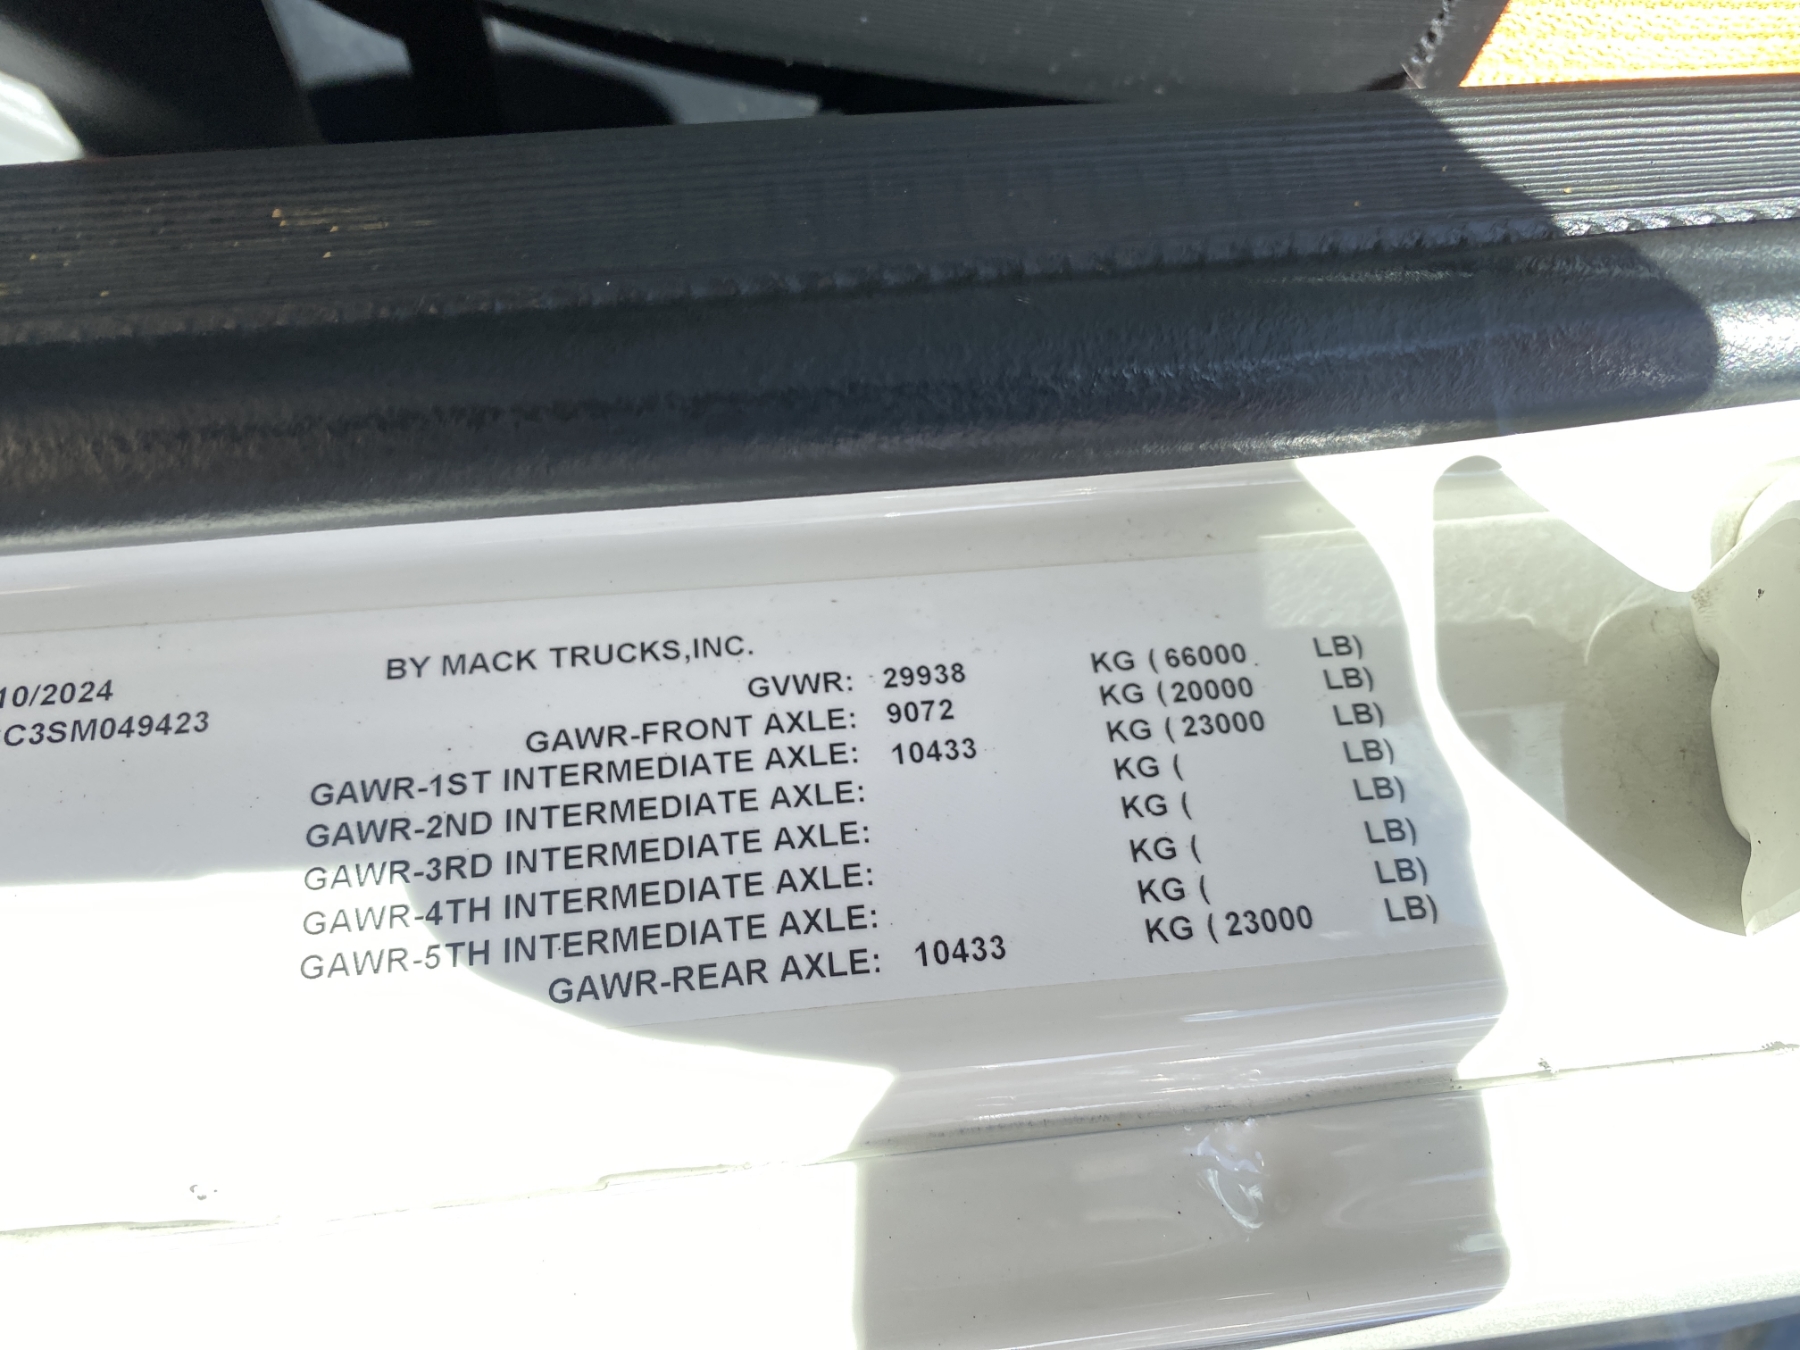 BY MACK TRUCKS,INC.
10/2024 GVWR: 29938 KG (66000 LB)
C3SM049423 GAWR-FRONT AXLE: 9072 KG (20000 LB)
GAWR-1ST INTERMEDIATE AXLE: 10433 KG (23000 LB)
GAWR-2ND INTERMEDIATE AXLE: KG ( LB)
GAWR-3RD INTERMEDIATE AXLE: KG ( LB)
GAWR-4TH INTERMEDIATE AXLE: KG ( LB)
GAWR-5TH INTERMEDIATE AXLE: KG ( LB)
GAWR-REAR AXLE: 10433 KG (23000 LB)